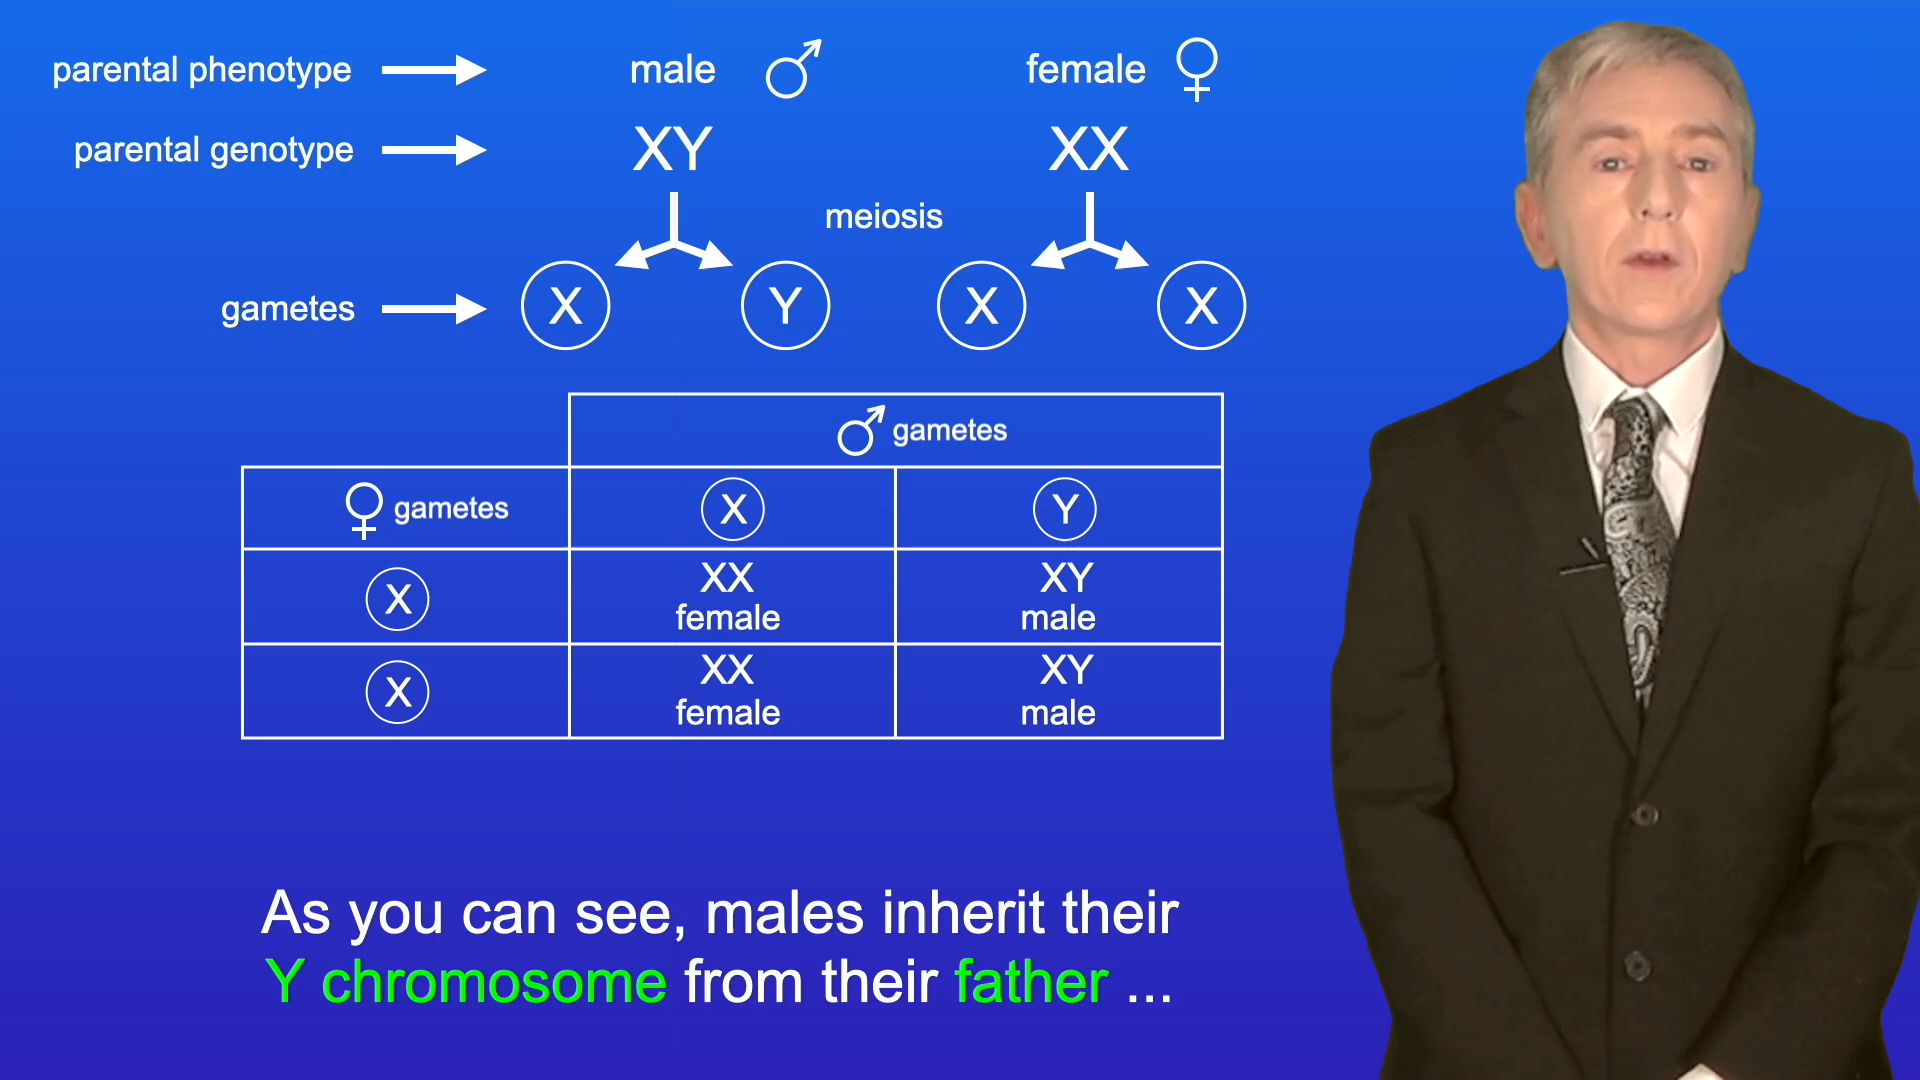 parental phenotype male ♂ female ♀
parental genotype XY XX
meiosis
gametes X Y X X
♂ gametes
♀ gametes X Y
X XX XY
female male
X XX XY
female male
As you can see, males inherit their
Y chromosome from their father ...